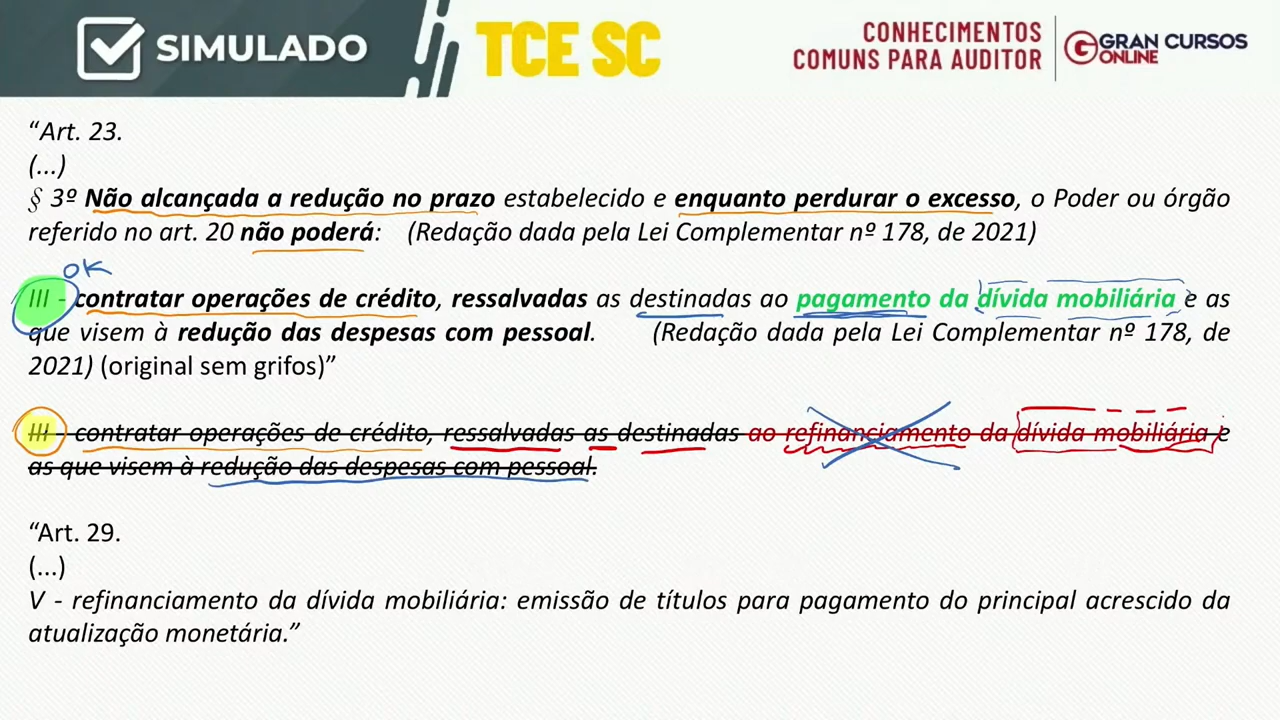 SIMULADO
TCE SC
CONHECIMENTOS
COMUNS PARA AUDITOR
GRAN CURSOS
ONLINE
“Art. 23.
(...)
§ 3º Não alcançada a redução no prazo estabelecido e enquanto perdurar o excesso, o Poder ou órgão
referido no art. 20 não poderá: (Redação dada pela Lei Complementar nº 178, de 2021)
OK
III - contratar operações de crédito, ressalvadas as destinadas ao pagamento da dívida mobiliária e as
que visem à redução das despesas com pessoal. (Redação dada pela Lei Complementar nº 178, de
2021) (original sem grifos)”
III - contratar operações de crédito, ressalvadas as destinadas ao refinanciamento da dívida mobiliária e
as que visem à redução das despesas com pessoal.
“Art. 29.
(...)
V - refinanciamento da dívida mobiliária: emissão de títulos para pagamento do principal acrescido da
atualização monetária.”